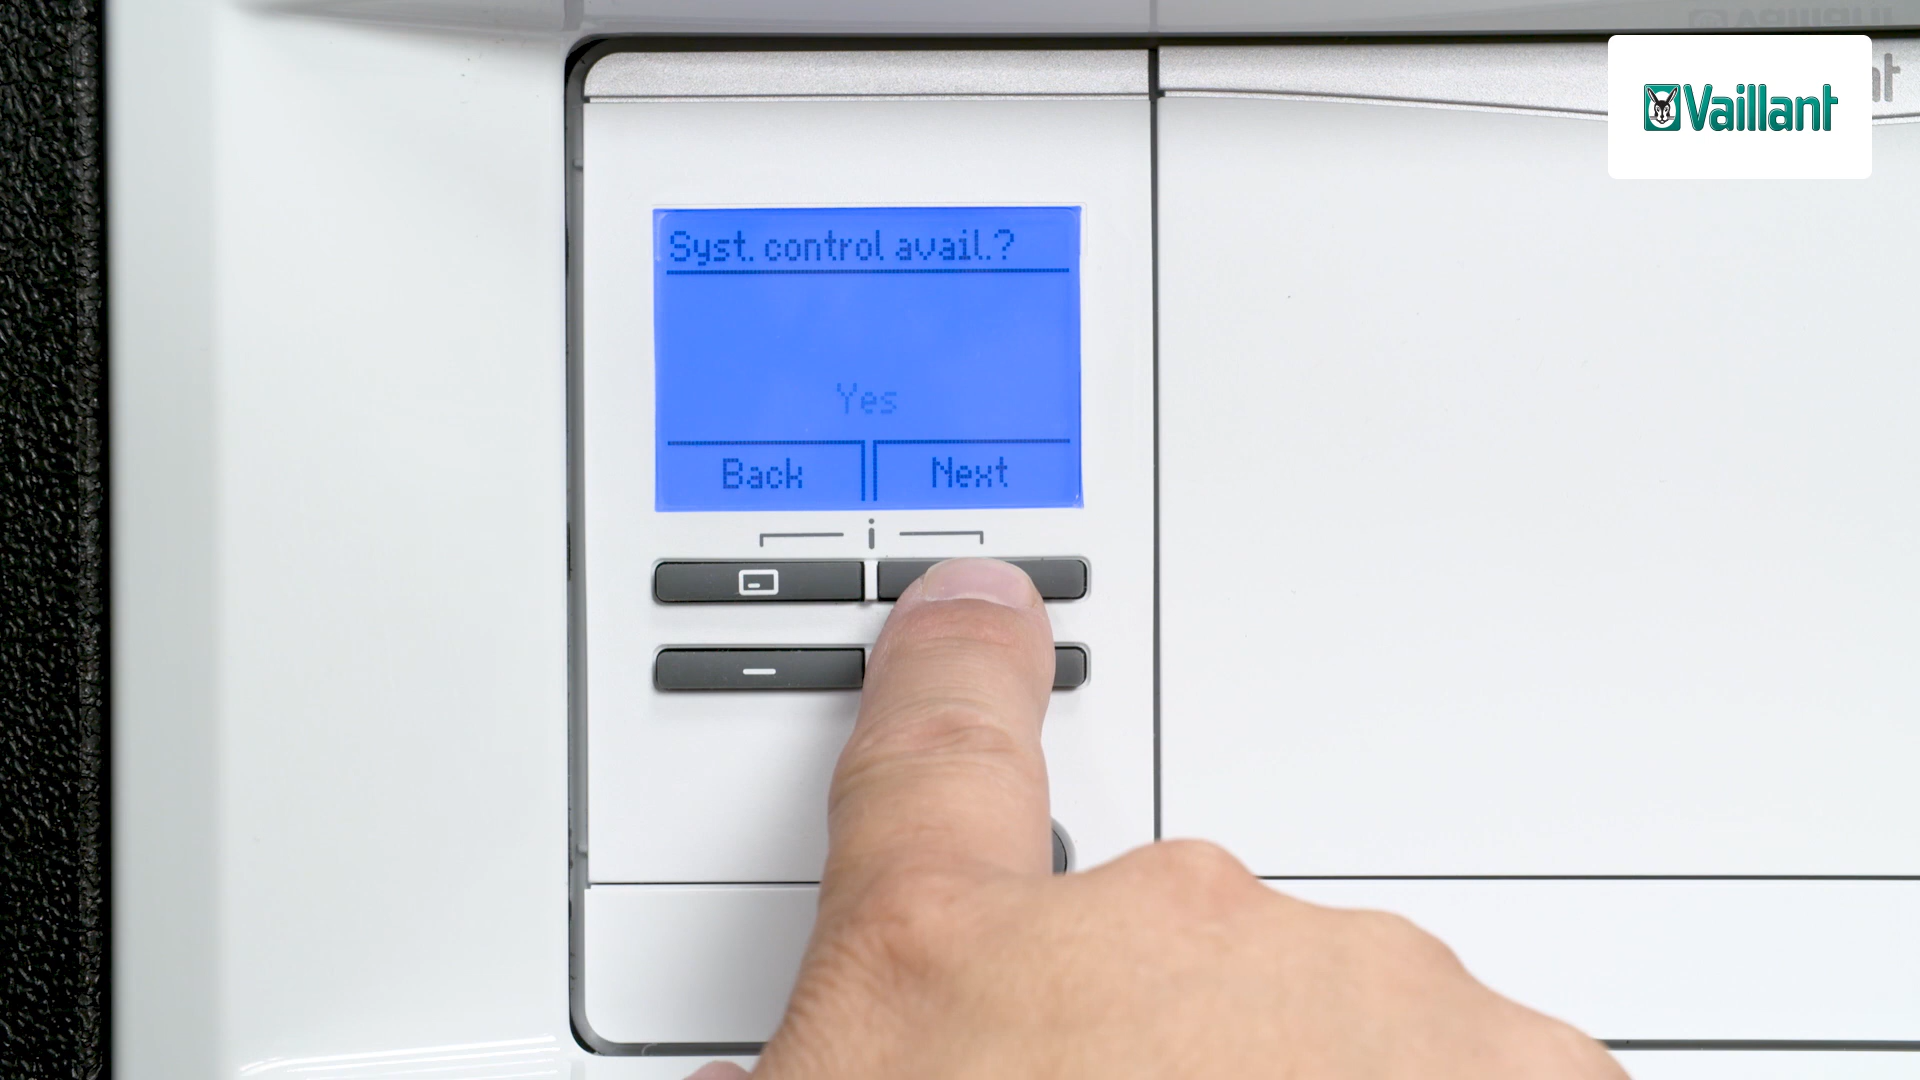 Vaillant
Syst. control avail.?
Yes
Back
Next
i